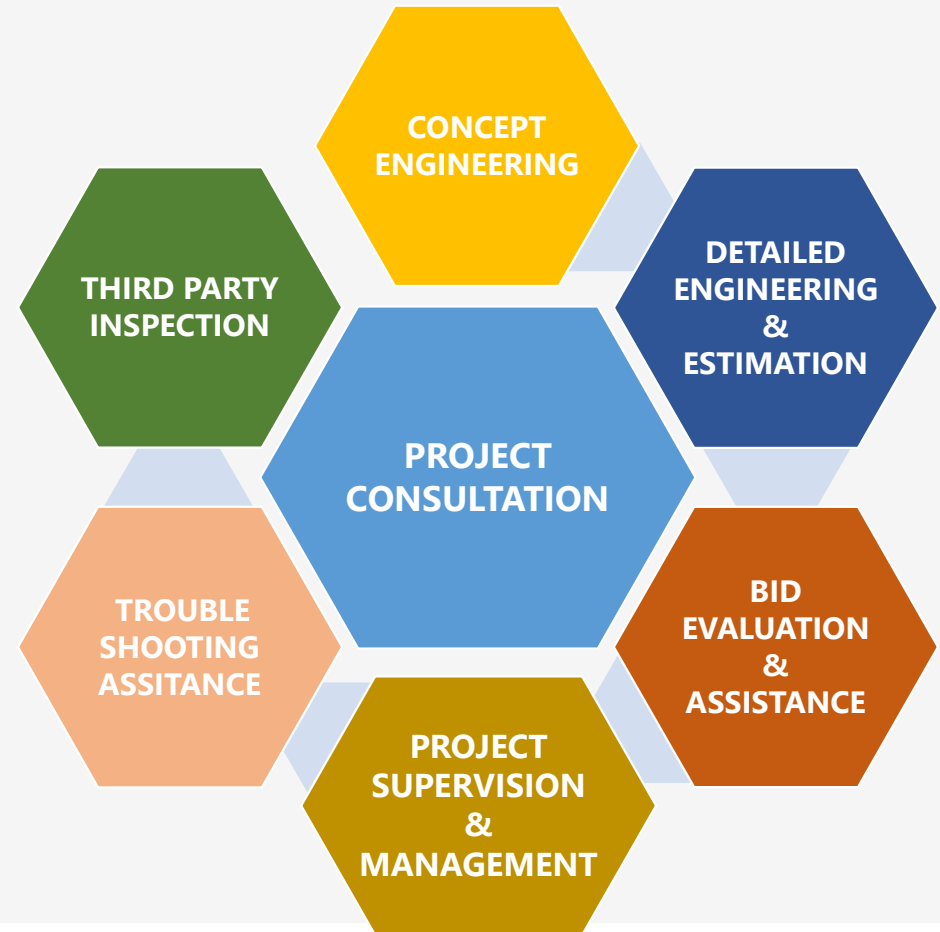 CONCEPT
ENGINEERING
DETAILED
ENGINEERING
&
ESTIMATION
THIRD PARTY
INSPECTION
PROJECT
CONSULTATION
BID
EVALUATION
&
ASSISTANCE
TROUBLE
SHOOTING
ASSITANCE
PROJECT
SUPERVISION
&
MANAGEMENT